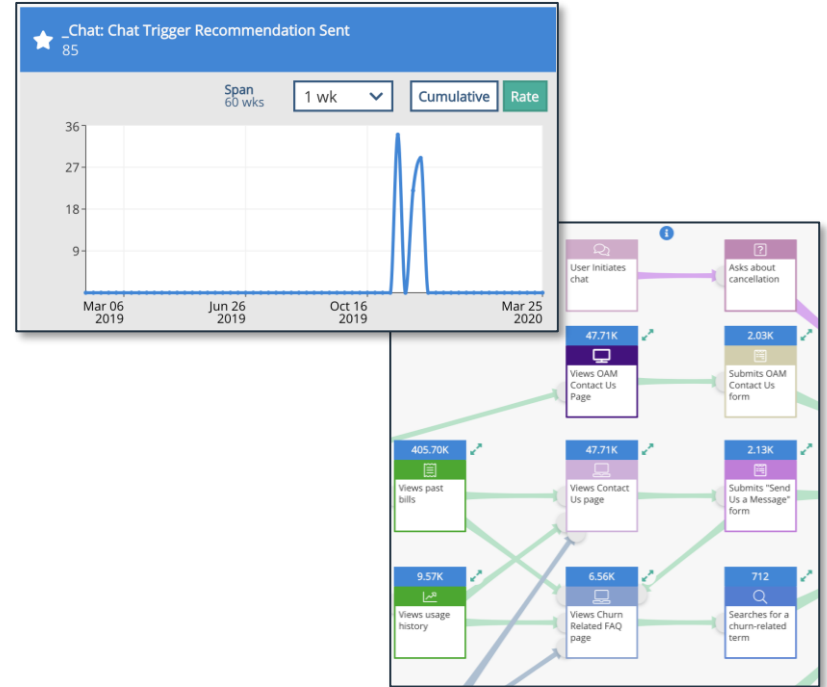 _Chat: Chat Trigger Recommendation Sent
85
Span
60 wks
1 wk
Cumulative
Rate
36
27
18
9
Mar 06
2019
Jun 26
2019
Oct 16
2019
Mar 25
2020
i
User Initiates
chat
?
Asks about
cancellation
47.71K
Views OAM
Contact Us
Page
2.03K
Submits OAM
Contact Us
form
405.70K
Views past
bills
47.71K
Views Contact
Us page
2.13K
Submits "Send
Us a Message"
form
9.57K
Views usage
history
6.56K
Views Churn
Related FAQ
page
712
Searches for a
churn-related
term